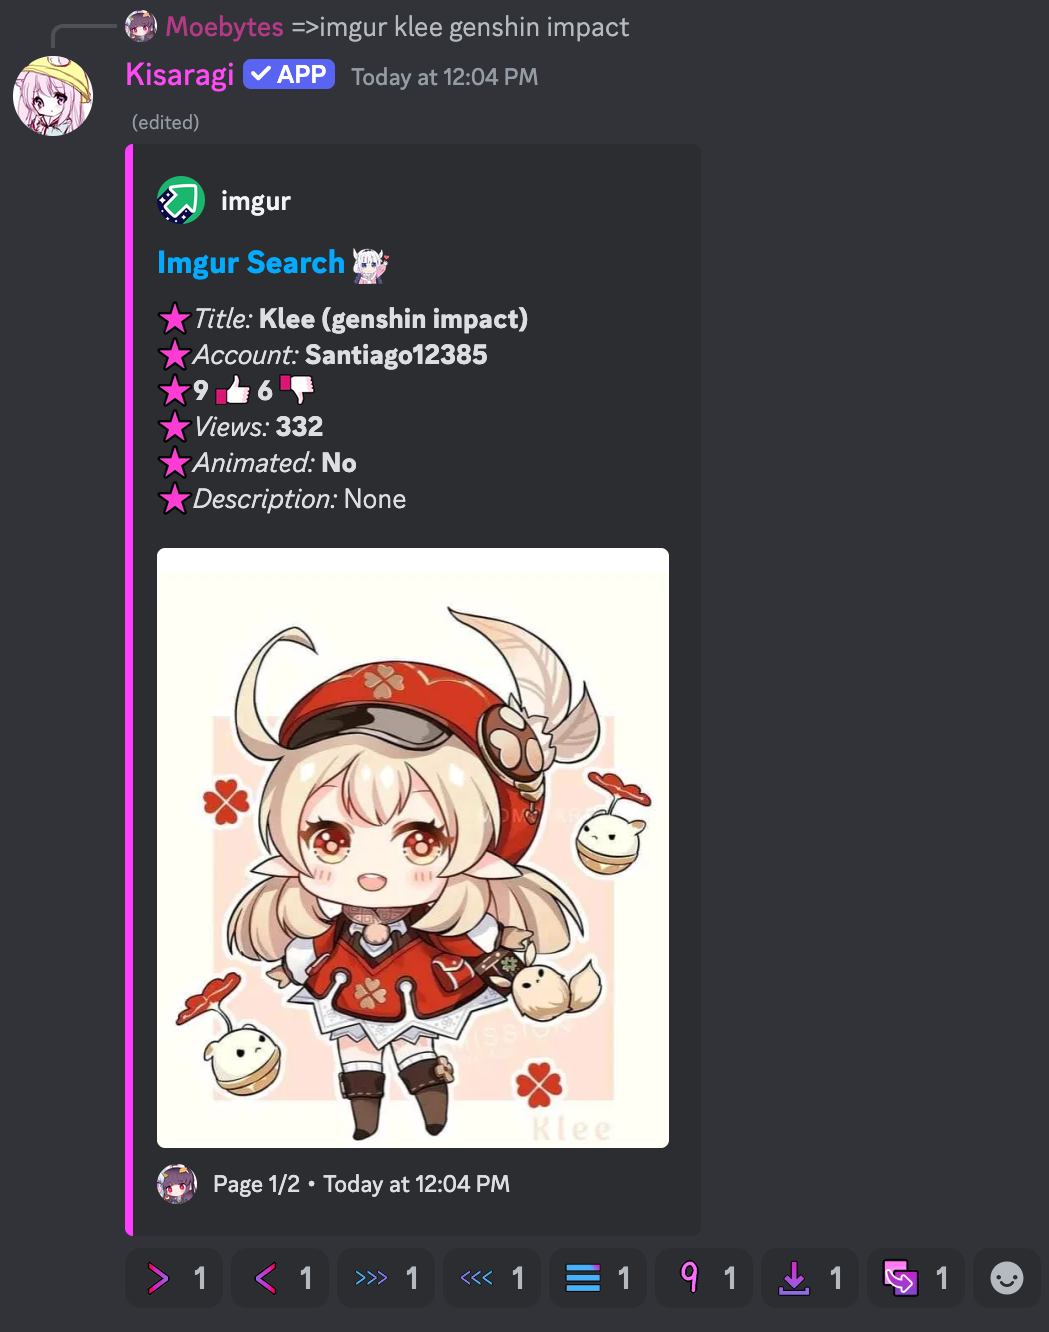 Moebytes =>imgur klee genshin impact
Kisaragi APP Today at 12:04 PM
(edited)
imgur
Imgur Search
Title: Klee (genshin impact)
Account: Santiago12385
9 6
Views: 332
Animated: No
Description: None
Klee
Page 1/2 • Today at 12:04 PM
1 1 1 1 1 9 1 1 1